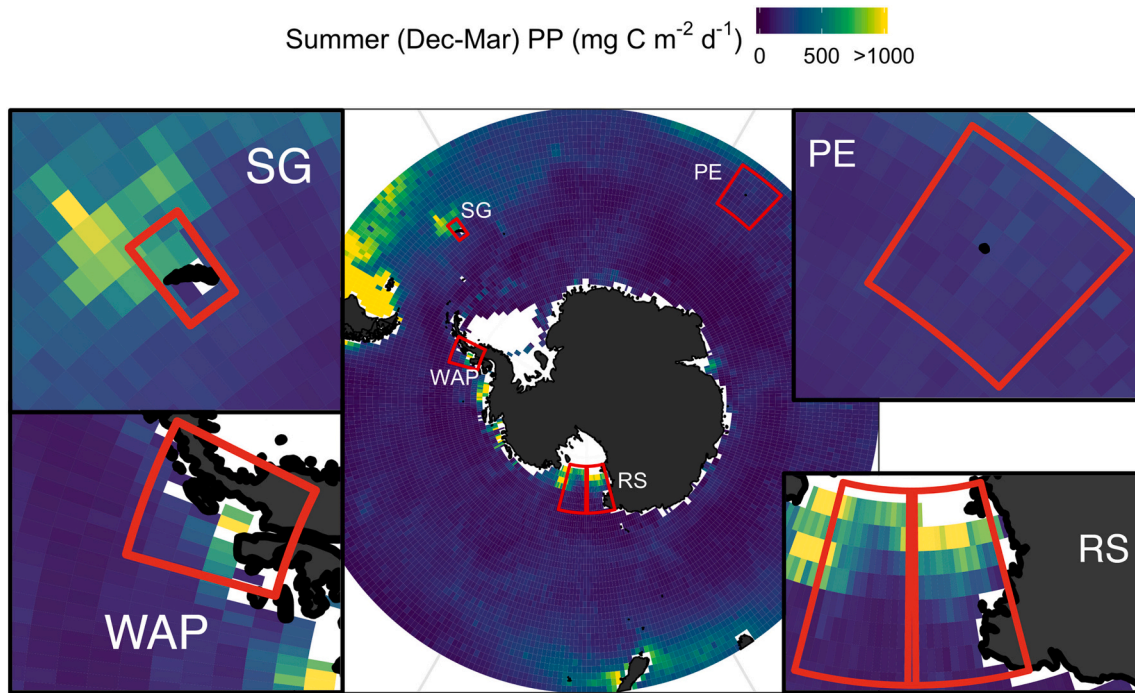 Summer (Dec-Mar) PP (mg C m⁻² d⁻¹)
0 500 >1000
SG
PE
PE
SG
WAP
RS
WAP
RS